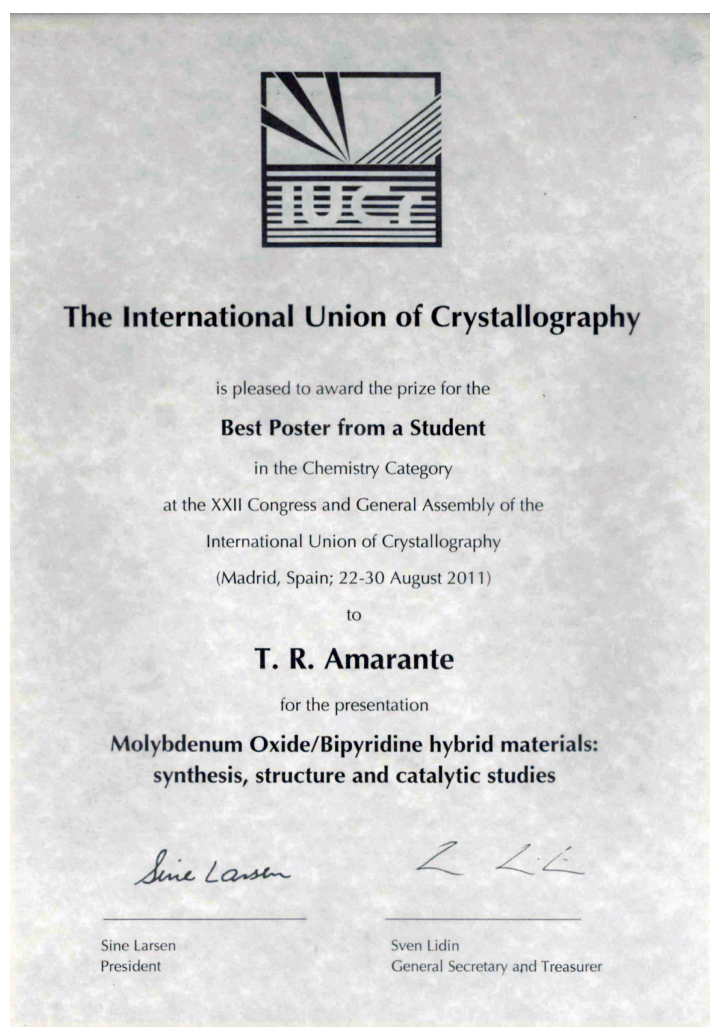 IUCr
The International Union of Crystallography
is pleased to award the prize for the
Best Poster from a Student
in the Chemistry Category
at the XXII Congress and General Assembly of the
International Union of Crystallography
(Madrid, Spain; 22-30 August 2011)
to
T. R. Amarante
for the presentation
Molybdenum Oxide/Bipyridine hybrid materials:
synthesis, structure and catalytic studies
Sine Larsen
Sine Larsen
President
Sven Lidin
General Secretary and Treasurer